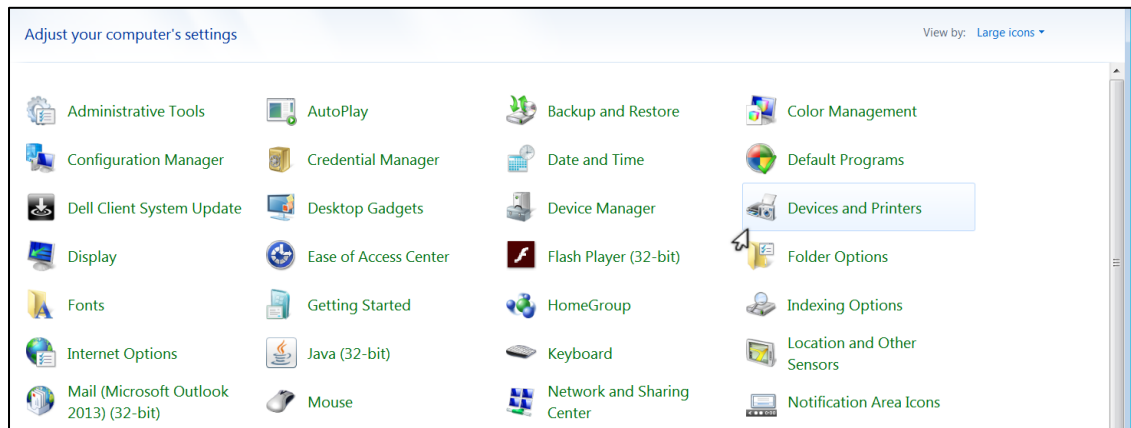 Adjust your computer's settings
View by: Large icons
Administrative Tools
AutoPlay
Backup and Restore
Color Management
Configuration Manager
Credential Manager
Date and Time
Default Programs
Dell Client System Update
Desktop Gadgets
Device Manager
Devices and Printers
Display
Ease of Access Center
Flash Player (32-bit)
Folder Options
Fonts
Getting Started
HomeGroup
Indexing Options
Internet Options
Java (32-bit)
Keyboard
Location and Other
Sensors
Mail (Microsoft Outlook
2013) (32-bit)
Mouse
Network and Sharing
Center
Notification Area Icons